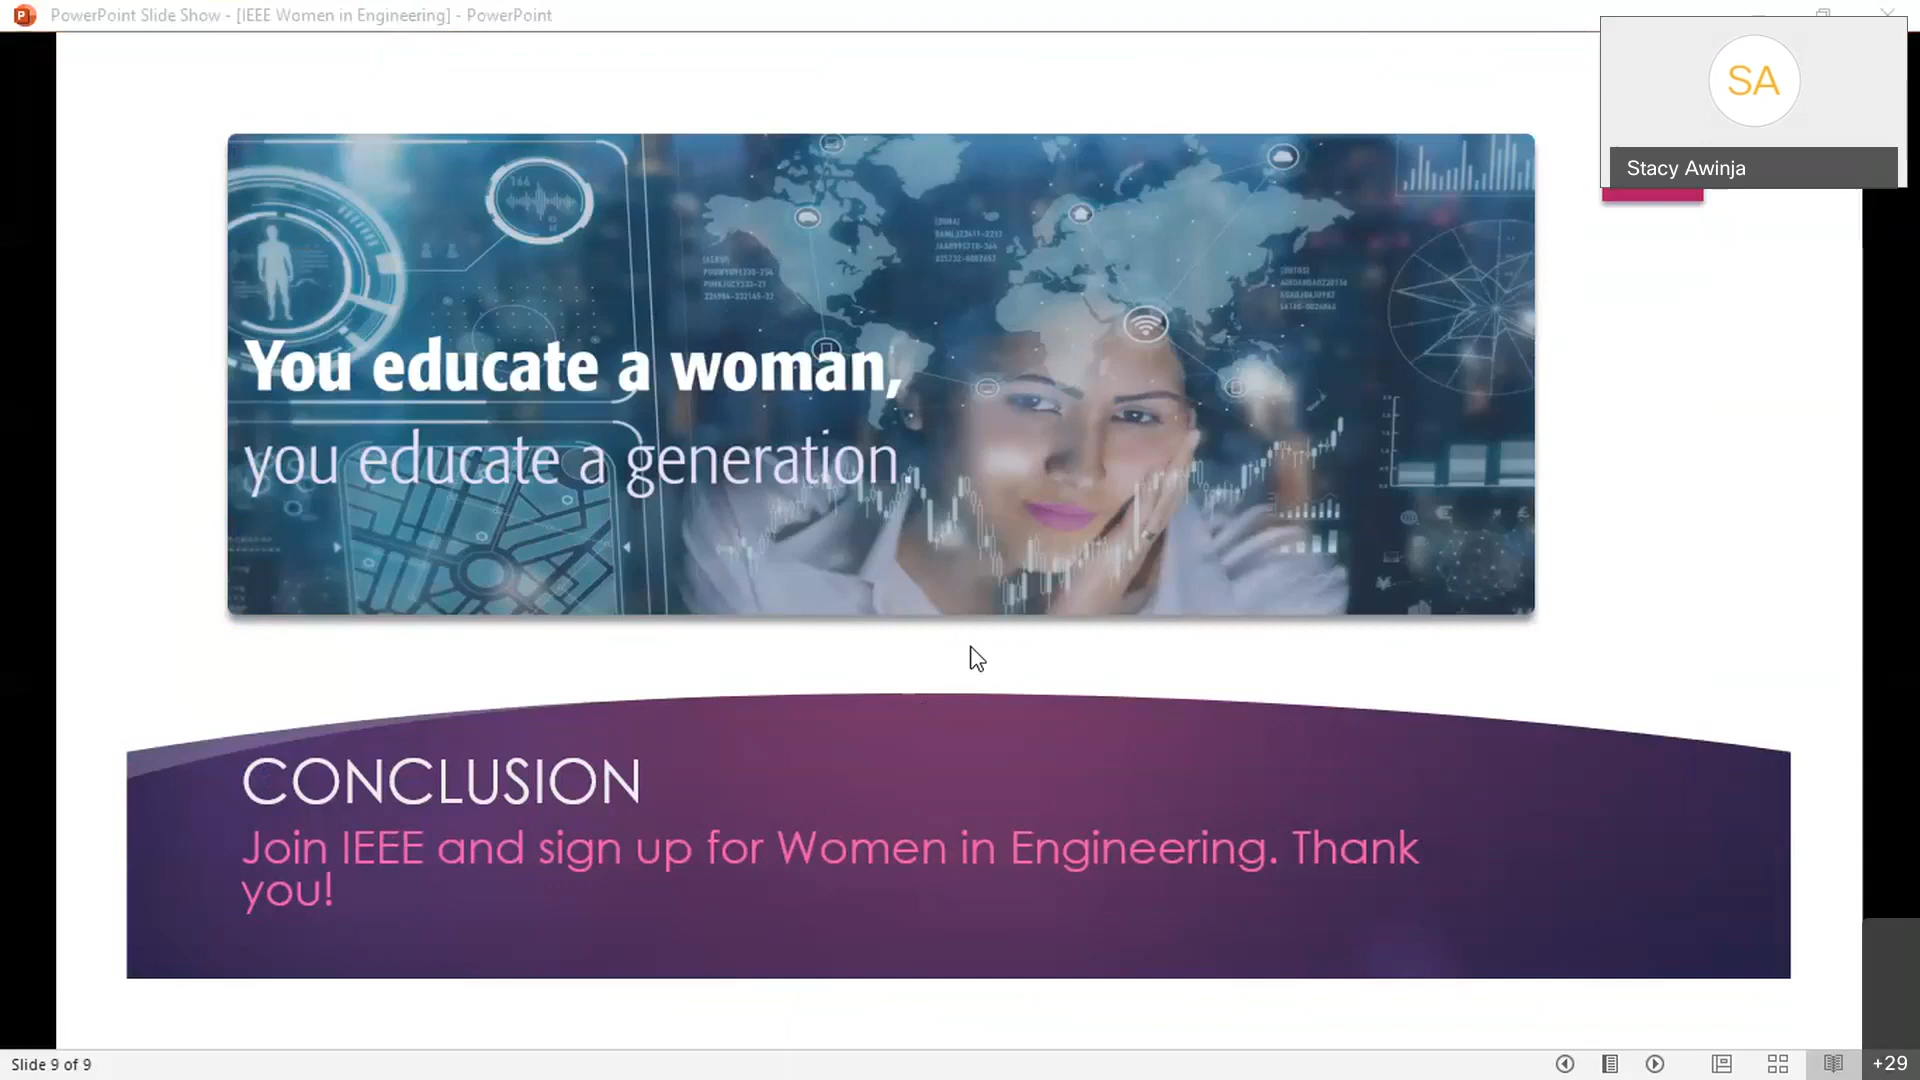 PowerPoint Slide Show - [IEEE Women in Engineering] - PowerPoint
SA
Stacy Awinja
166
You educate a woman,
you educate a generation.
CONCLUSION
Join IEEE and sign up for Women in Engineering. Thank
you!
Slide 9 of 9
+29